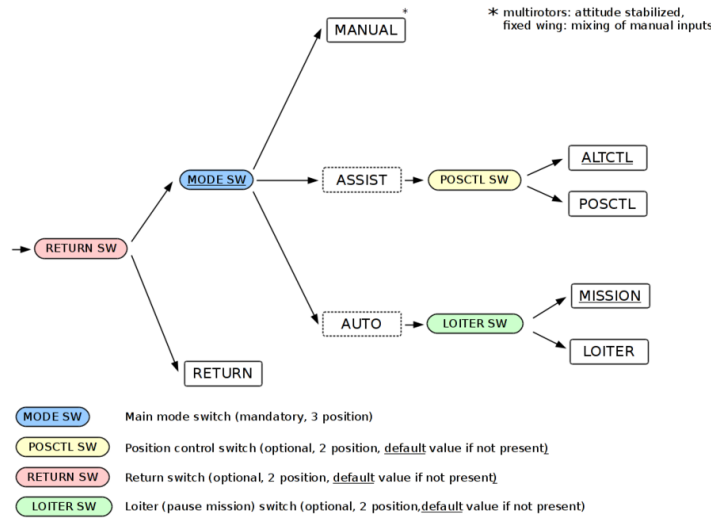 MANUAL *
* multirotors: attitude stabilized,
fixed wing: mixing of manual inputs
MODE SW
ASSIST
POSCTL SW
ALTCTL
POSCTL
RETURN SW
AUTO
LOITER SW
MISSION
LOITER
RETURN
MODE SW Main mode switch (mandatory, 3 position)
POSCTL SW Position control switch (optional, 2 position, default value if not present)
RETURN SW Return switch (optional, 2 position, default value if not present)
LOITER SW Loiter (pause mission) switch (optional, 2 position,default value if not present)